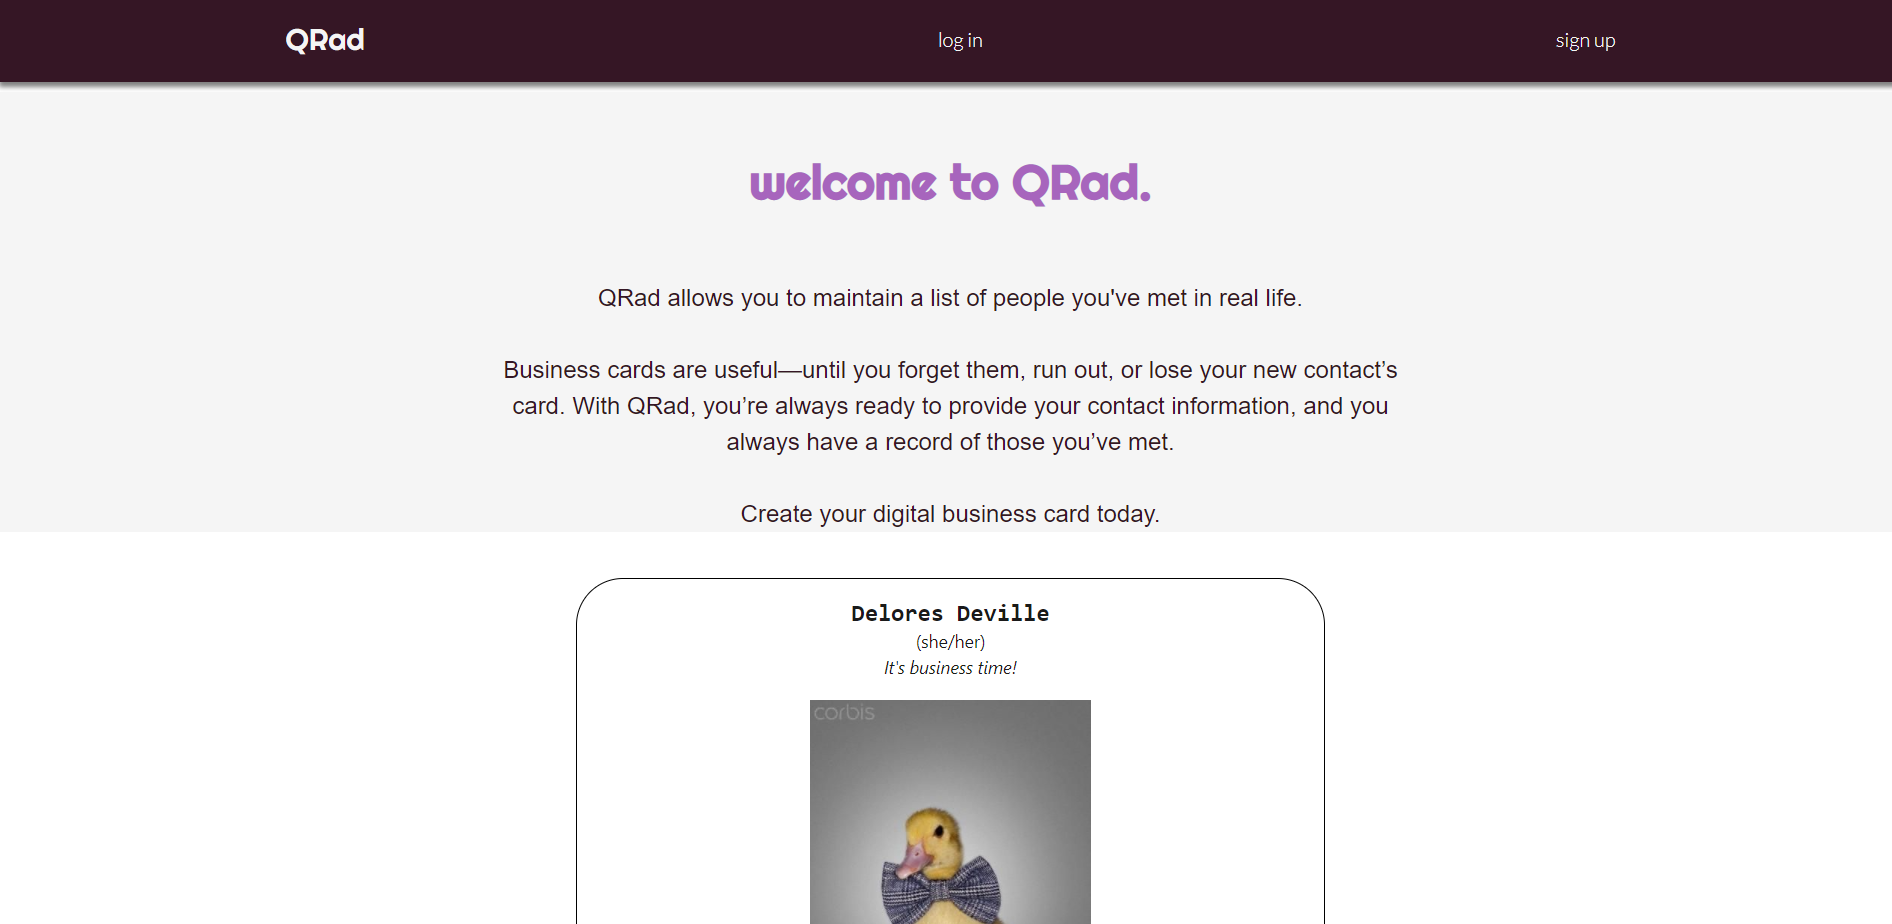 QRad
log in
sign up
welcome to QRad.
QRad allows you to maintain a list of people you've met in real life.
Business cards are useful—until you forget them, run out, or lose your new contact’s
card. With QRad, you’re always ready to provide your contact information, and you
always have a record of those you’ve met.
Create your digital business card today.
Delores Deville
(she/her)
It's business time!
corbis